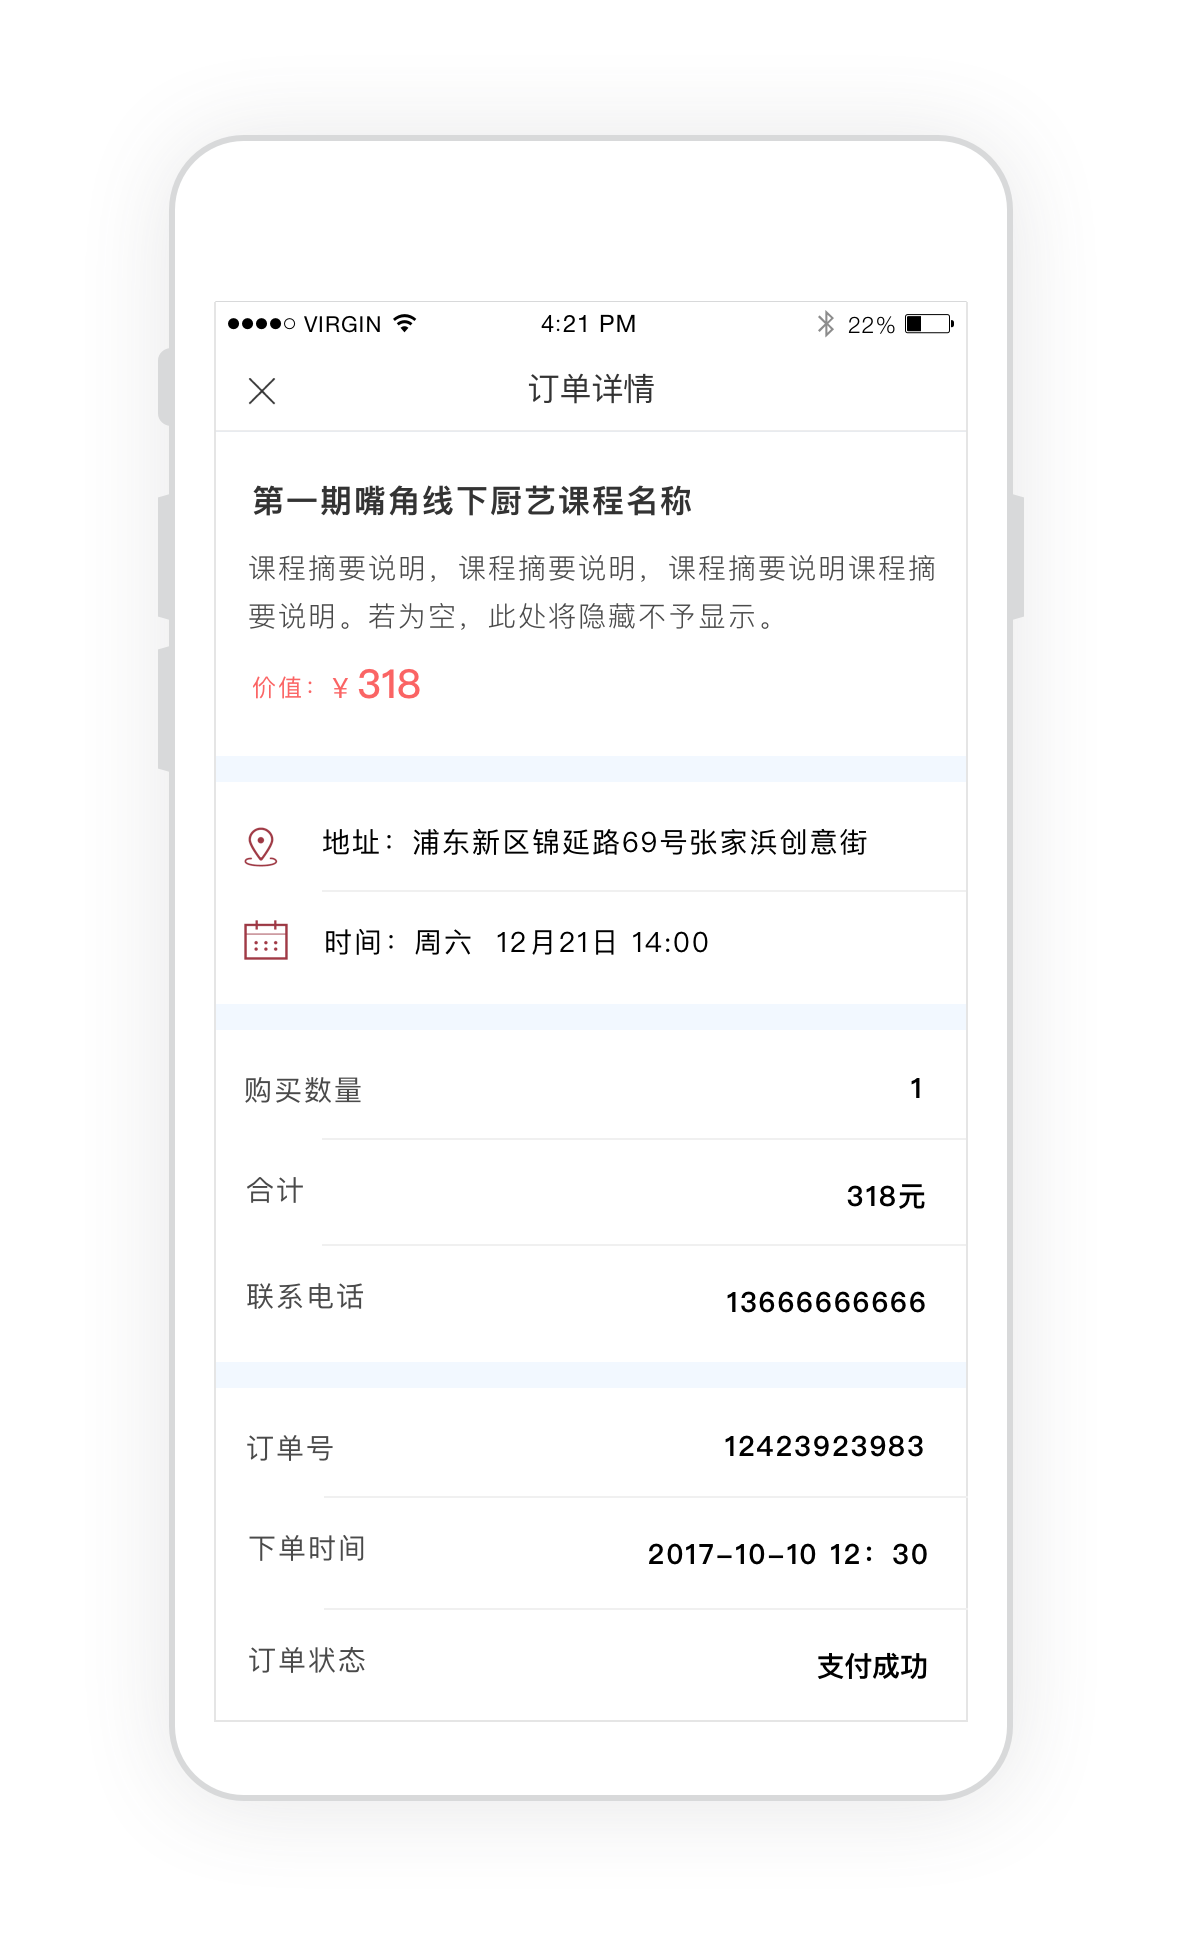 VIRGIN 4:21 PM 22%
订单详情
第一期嘴角线下厨艺课程名称
课程摘要说明，课程摘要说明，课程摘要说明课程摘
要说明。若为空，此处将隐藏不予显示。
价值：¥ 318
地址：浦东新区锦延路69号张家浜创意街
时间：周六 12月21日 14:00
购买数量 1
合计 318元
联系电话 13666666666
订单号 12423923983
下单时间 2017-10-10 12：30
订单状态 支付成功